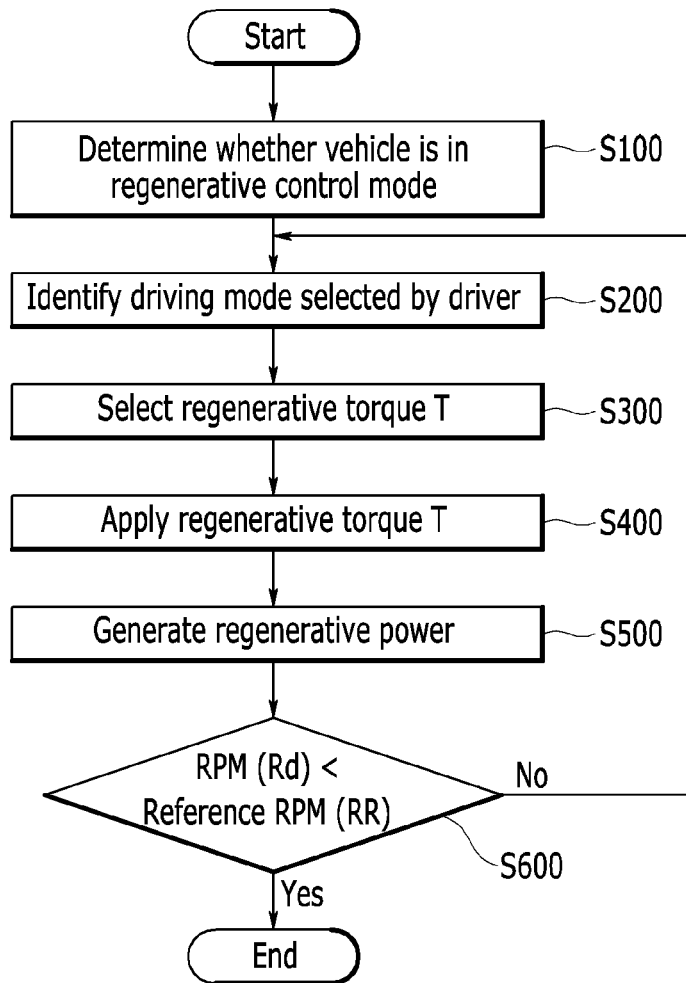 Start
Determine whether vehicle is in
regenerative control mode
S100
Identify driving mode selected by driver
S200
Select regenerative torque T
S300
Apply regenerative torque T
S400
Generate regenerative power
S500
RPM (Rd) <
Reference RPM (RR)
No
S600
Yes
End